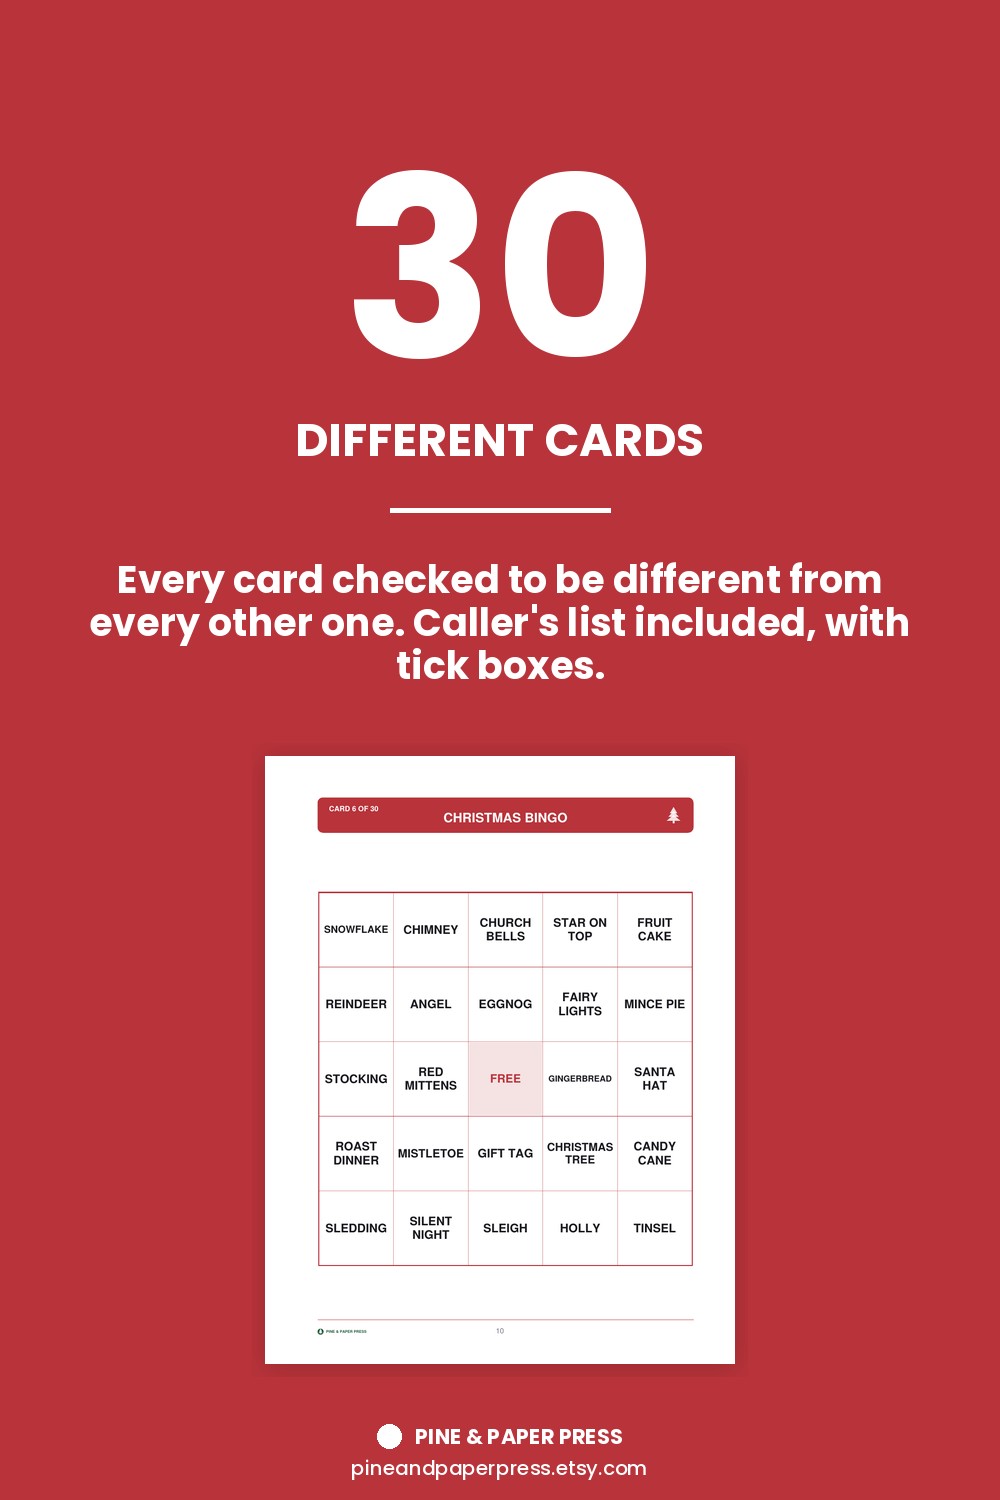 30
DIFFERENT CARDS
Every card checked to be different from
every other one. Caller's list included, with
tick boxes.
CARD 6 OF 30
CHRISTMAS BINGO
SNOWFLAKE CHIMNEY CHURCH BELLS STAR ON TOP FRUIT CAKE
REINDEER ANGEL EGGNOG FAIRY LIGHTS MINCE PIE
STOCKING RED MITTENS FREE GINGERBREAD SANTA HAT
ROAST DINNER MISTLETOE GIFT TAG CHRISTMAS TREE CANDY CANE
SLEDDING SILENT NIGHT SLEIGH HOLLY TINSEL
PINE & PAPER PRESS 10
PINE & PAPER PRESS
pineandpaperpress.etsy.com